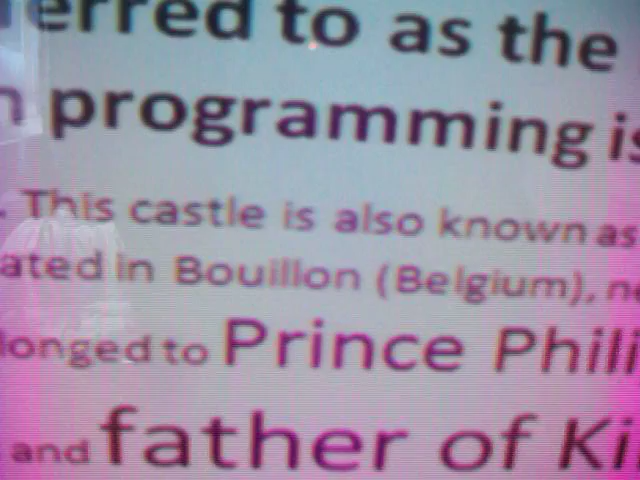 erred to as the
n programming is
. This castle is also known as
ated in Bouillon (Belgium), ne
longed to Prince Phili
and father of Ki